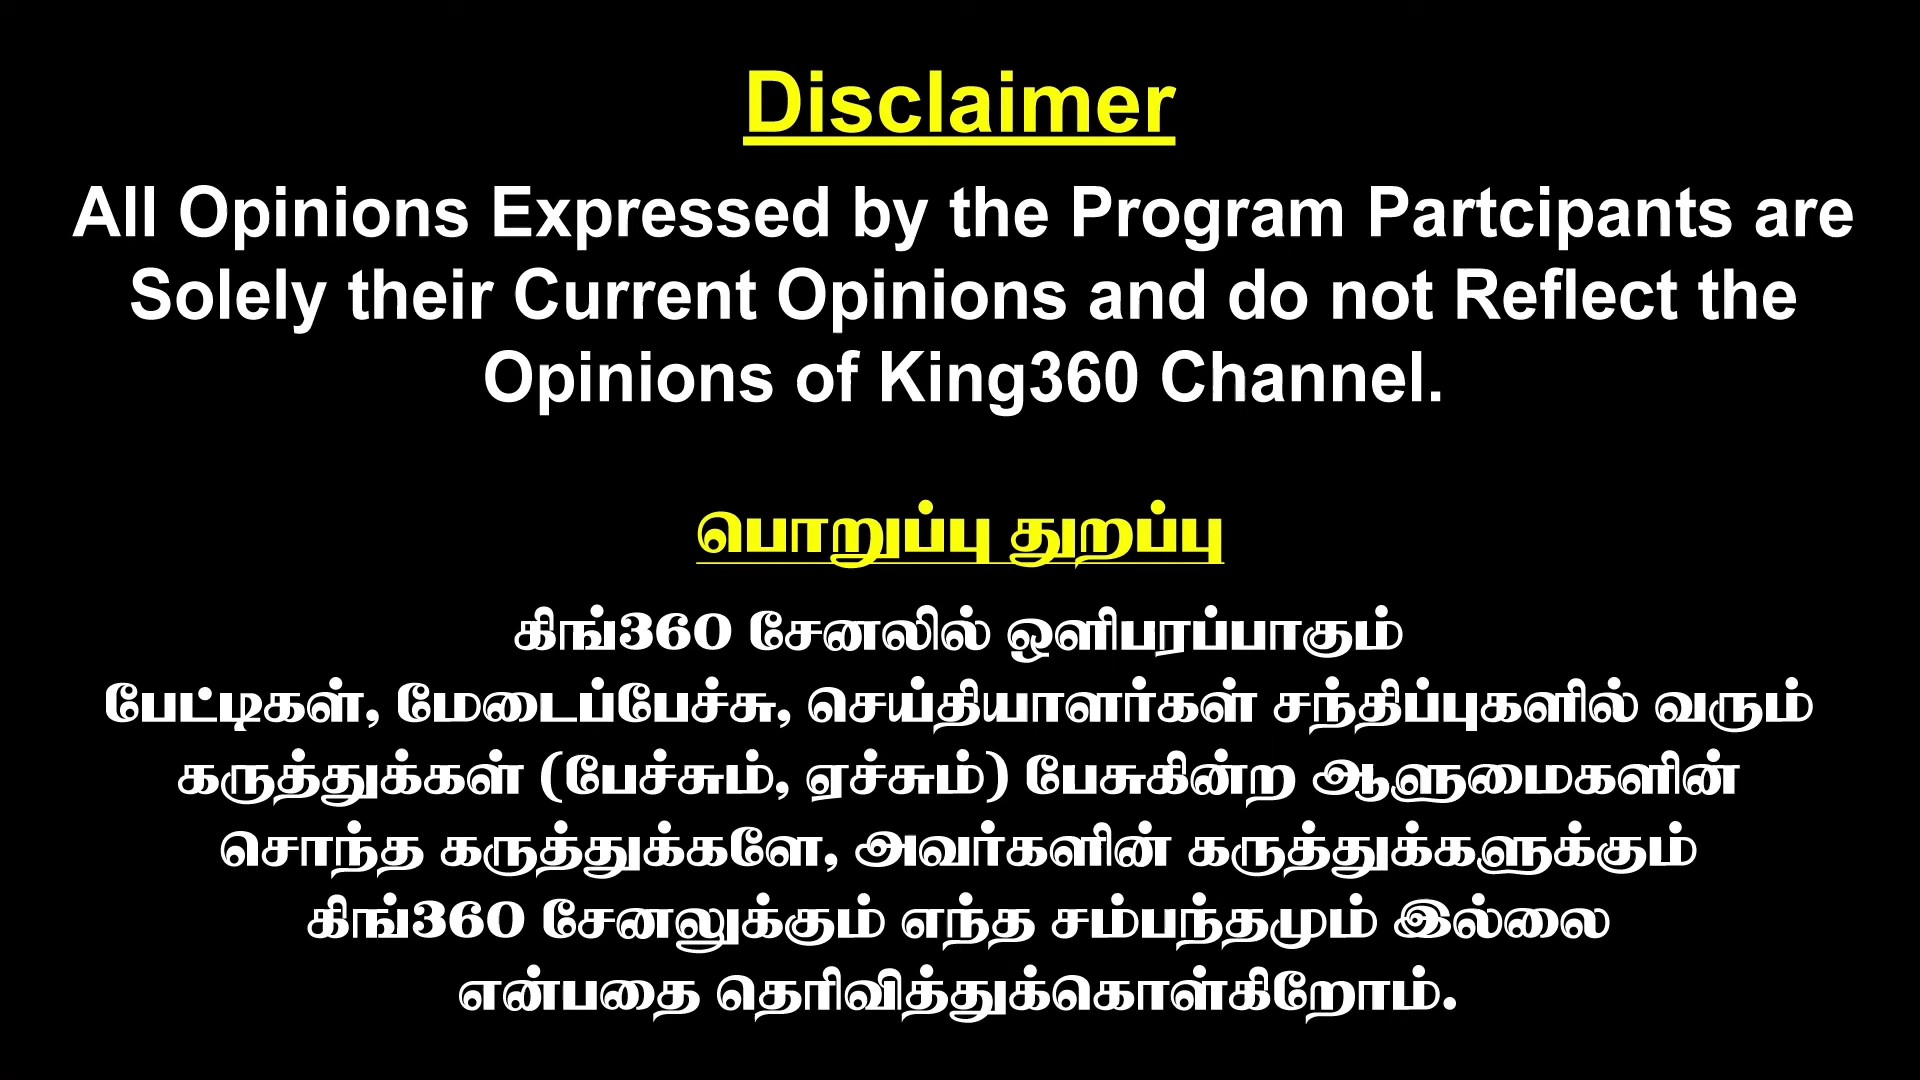 Disclaimer
All Opinions Expressed by the Program Partcipants are
Solely their Current Opinions and do not Reflect the
Opinions of King360 Channel.
பொறுப்பு துறப்பு
கிங்360 சேனலில் ஒளிபரப்பாகும்
பேட்டிகள், மேடைப்பேச்சு, செய்தியாளர்கள் சந்திப்புகளில் வரும்
கருத்துக்கள் (பேச்சும், ஏச்சும்) பேசுகின்ற ஆளுமைகளின்
சொந்த கருத்துக்களே, அவர்களின் கருத்துக்களுக்கும்
கிங்360 சேனலுக்கும் எந்த சம்பந்தமும் இல்லை
என்பதை தெரிவித்துக்கொள்கிறோம்.